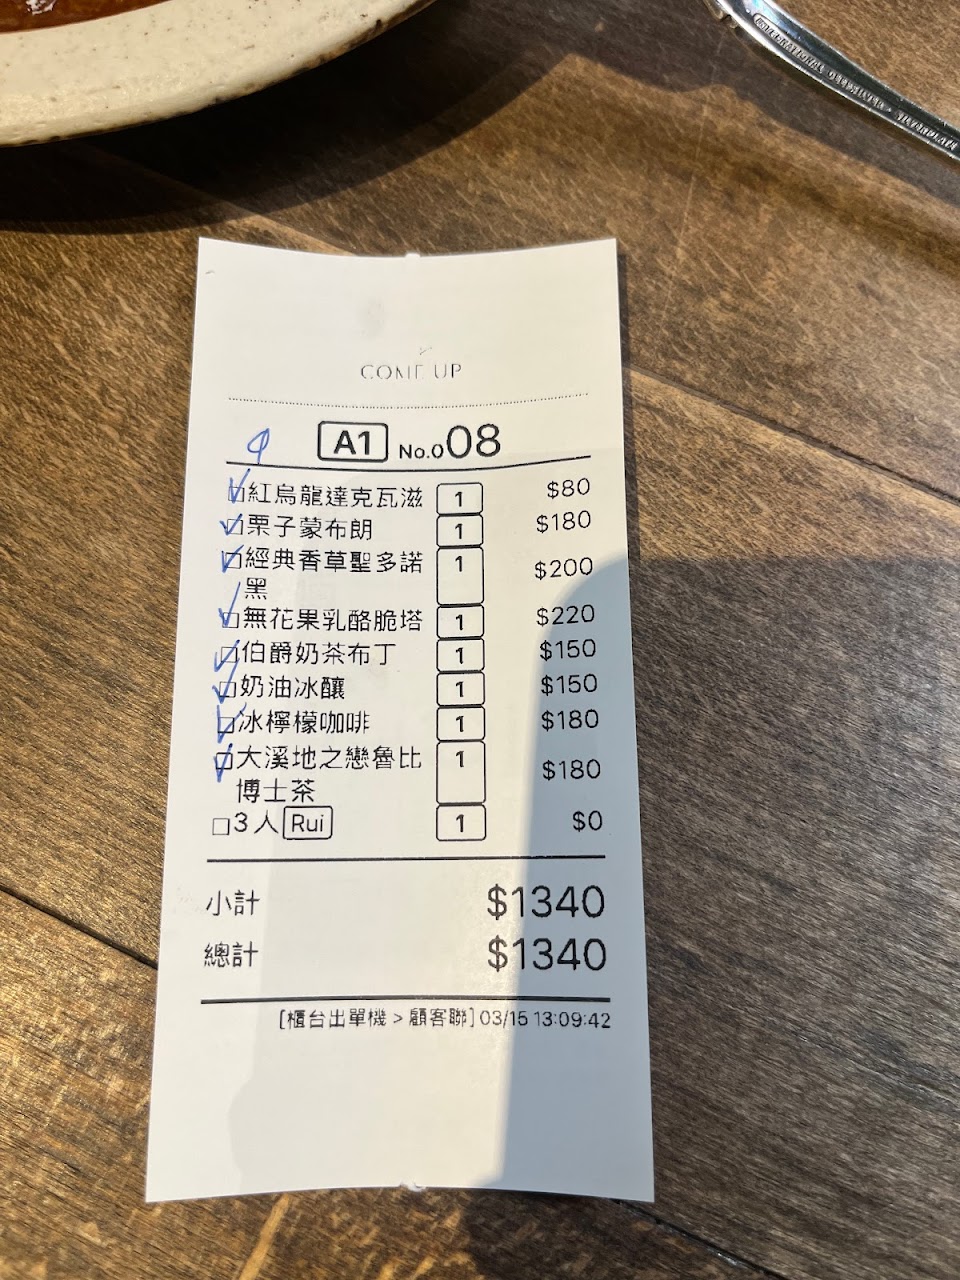 COME UP
A1 No.008
□紅烏龍達克瓦滋 1 $80
□栗子蒙布朗 1 $180
□經典香草聖多諾 1 $200
黑
□無花果乳酪脆塔 1 $220
□伯爵奶茶布丁 1 $150
□奶油冰釀 1 $150
□冰檸檬咖啡 1 $180
□大溪地之戀魯比 1 $180
博士茶
□3人 Rui 1 $0
小計 $1340
總計 $1340
[櫃台出單機 > 顧客聯] 03/15 13:09:42